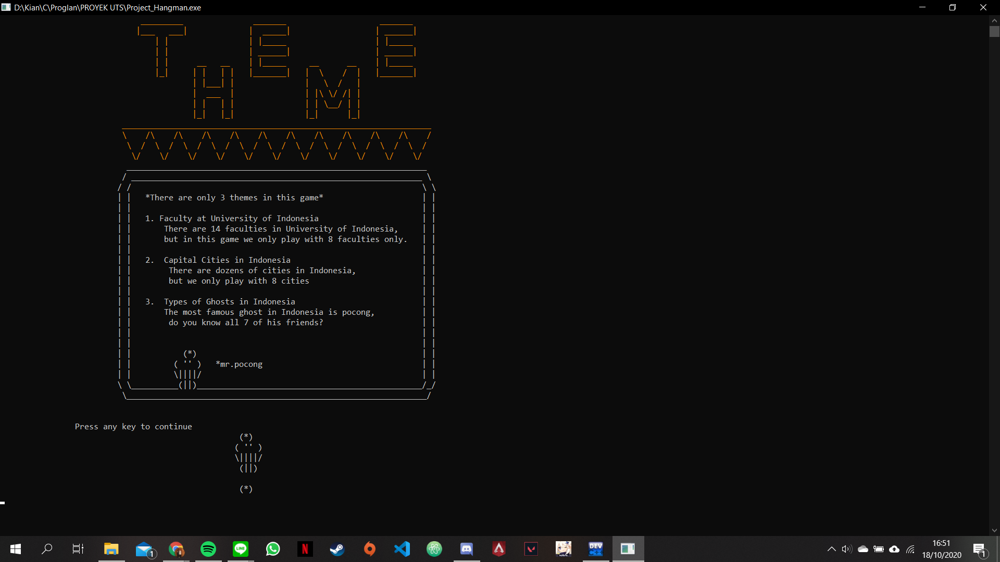 D:\Kian\C\Proglan\PROYEK UTS\Project_Hangman.exe
THEME
*There are only 3 themes in this game*
1. Faculty at University of Indonesia
There are 14 faculties in University of Indonesia,
but in this game we only play with 8 faculties only.
2. Capital Cities in Indonesia
There are dozens of cities in Indonesia,
but we only play with 8 cities
3. Types of Ghosts in Indonesia
The most famous ghost in Indonesia is pocong,
do you know all 7 of his friends?
*mr.pocong
Press any key to continue
1
LINE
N
DEV
C++
16:51
18/10/2020
1